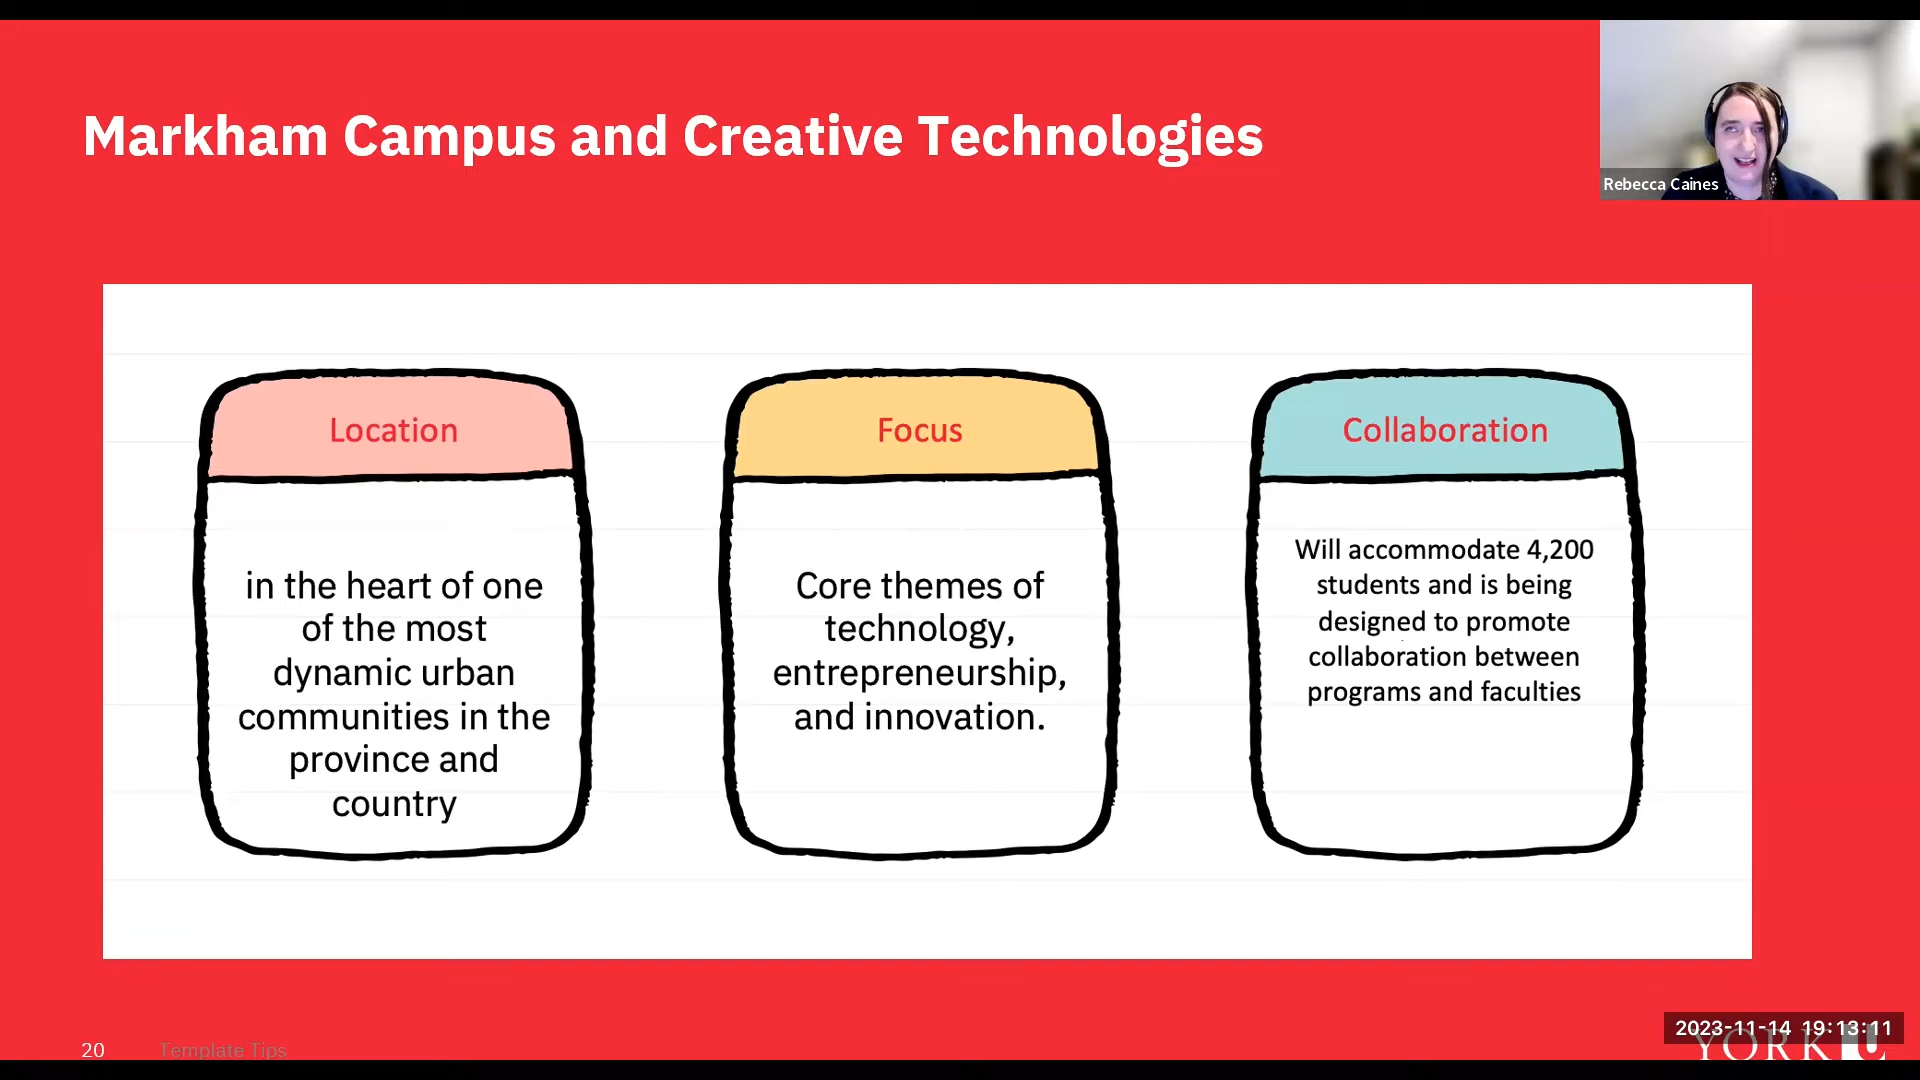 Markham Campus and Creative Technologies
Rebecca Caines
Location
in the heart of one
of the most
dynamic urban
communities in the
province and
country
Focus
Core themes of
technology,
entrepreneurship,
and innovation.
Collaboration
Will accommodate 4,200
students and is being
designed to promote
collaboration between
programs and faculties
20
Template Tips
2023-11-14 19:13:11
YORK U